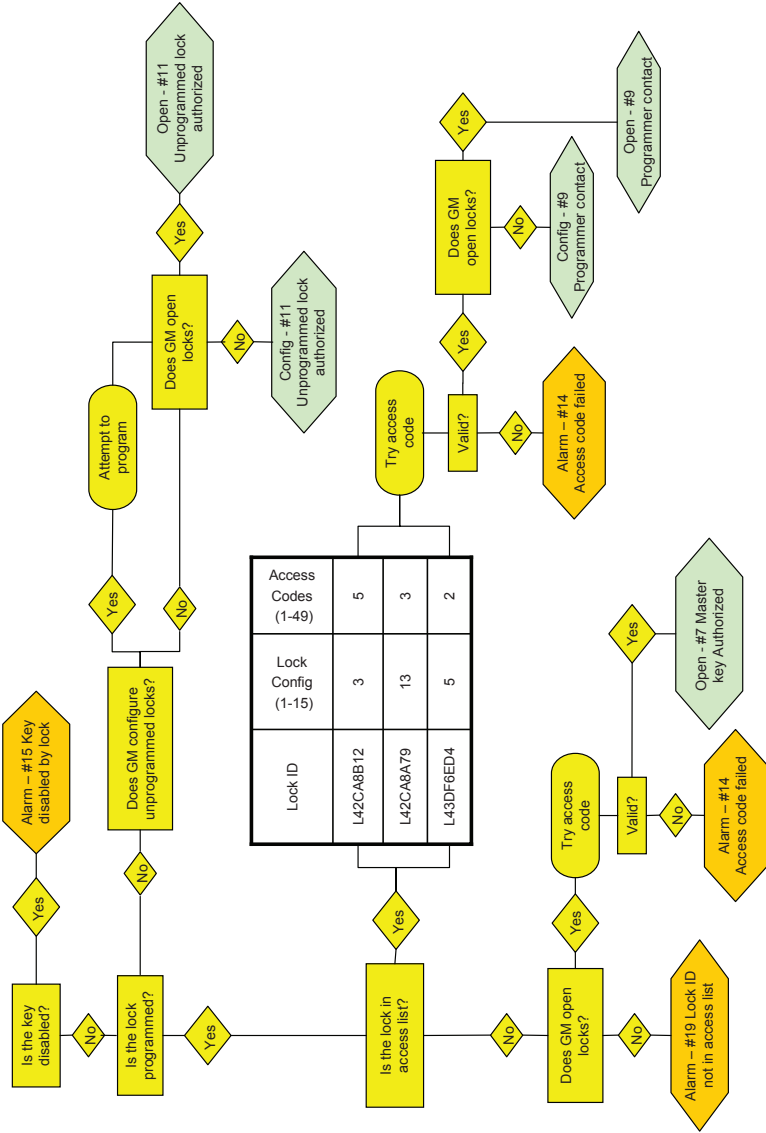 Is the key
disabled?
Yes
Alarm – #15 Key
disabled by lock
No
Is the lock
programmed?
No
Does GM configure
unprogrammed locks?
Yes
Attempt to
program
No
Does GM open
locks?
Yes
Open - #11
Unprogrammed lock
authorized
No
Config - #11
Unprogrammed lock
authorized
Yes
Is the lock in
access list?
Yes
Lock ID
Lock
Config
(1-15)
Access
Codes
(1-49)
L42CA8B12
3
5
L42CA8A79
13
3
L43DF6ED4
5
2
Try access
code
Valid?
Yes
Does GM
open locks?
Yes
Open - #9
Programmer contact
No
Config - #9
Programmer contact
No
Alarm – #14
Access code failed
No
Does GM open
locks?
Yes
Try access
code
Valid?
Yes
Open - #7 Master
key Authorized
No
Alarm – #14
Access code failed
No
Alarm – #19 Lock ID
not in access list